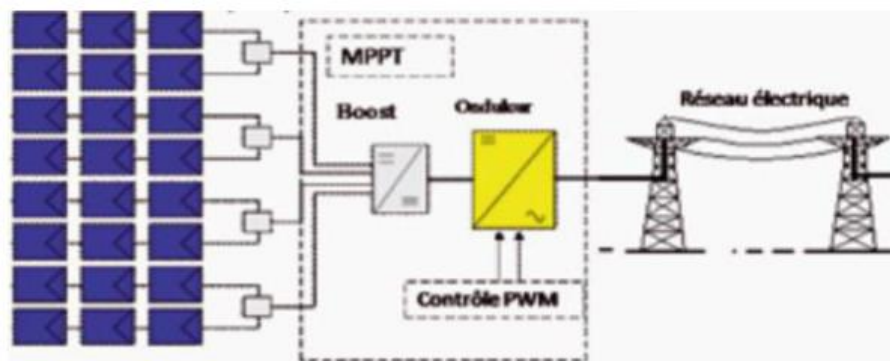 MPPT
Boost
Onduleur
Réseau électrique
Contrôle PWM